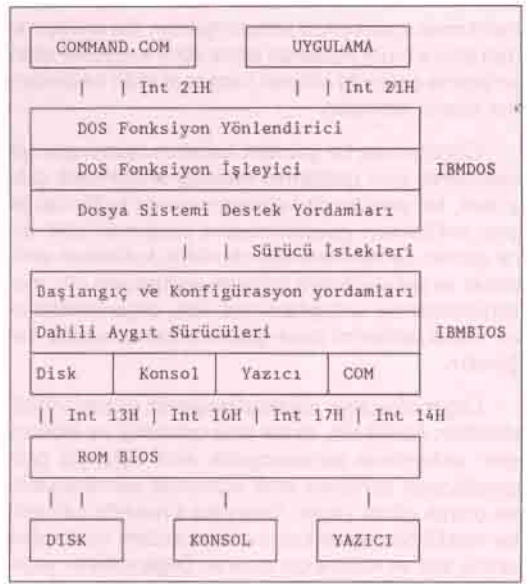 COMMAND.COM UYGULAMA
| | Int 21H | | Int 21H
DOS Fonksiyon Yönlendirici
DOS Fonksiyon İşleyici IBMDOS
Dosya Sistemi Destek Yordamları
| | Sürücü İstekleri
Başlangıç ve Konfigürasyon yordamları
Dahili Aygıt Sürücüleri IBMBIOS
Disk Konsol Yazıcı COM
|| Int 13H | Int 16H | Int 17H | Int 14H
ROM BIOS
DISK KONSOL YAZICI